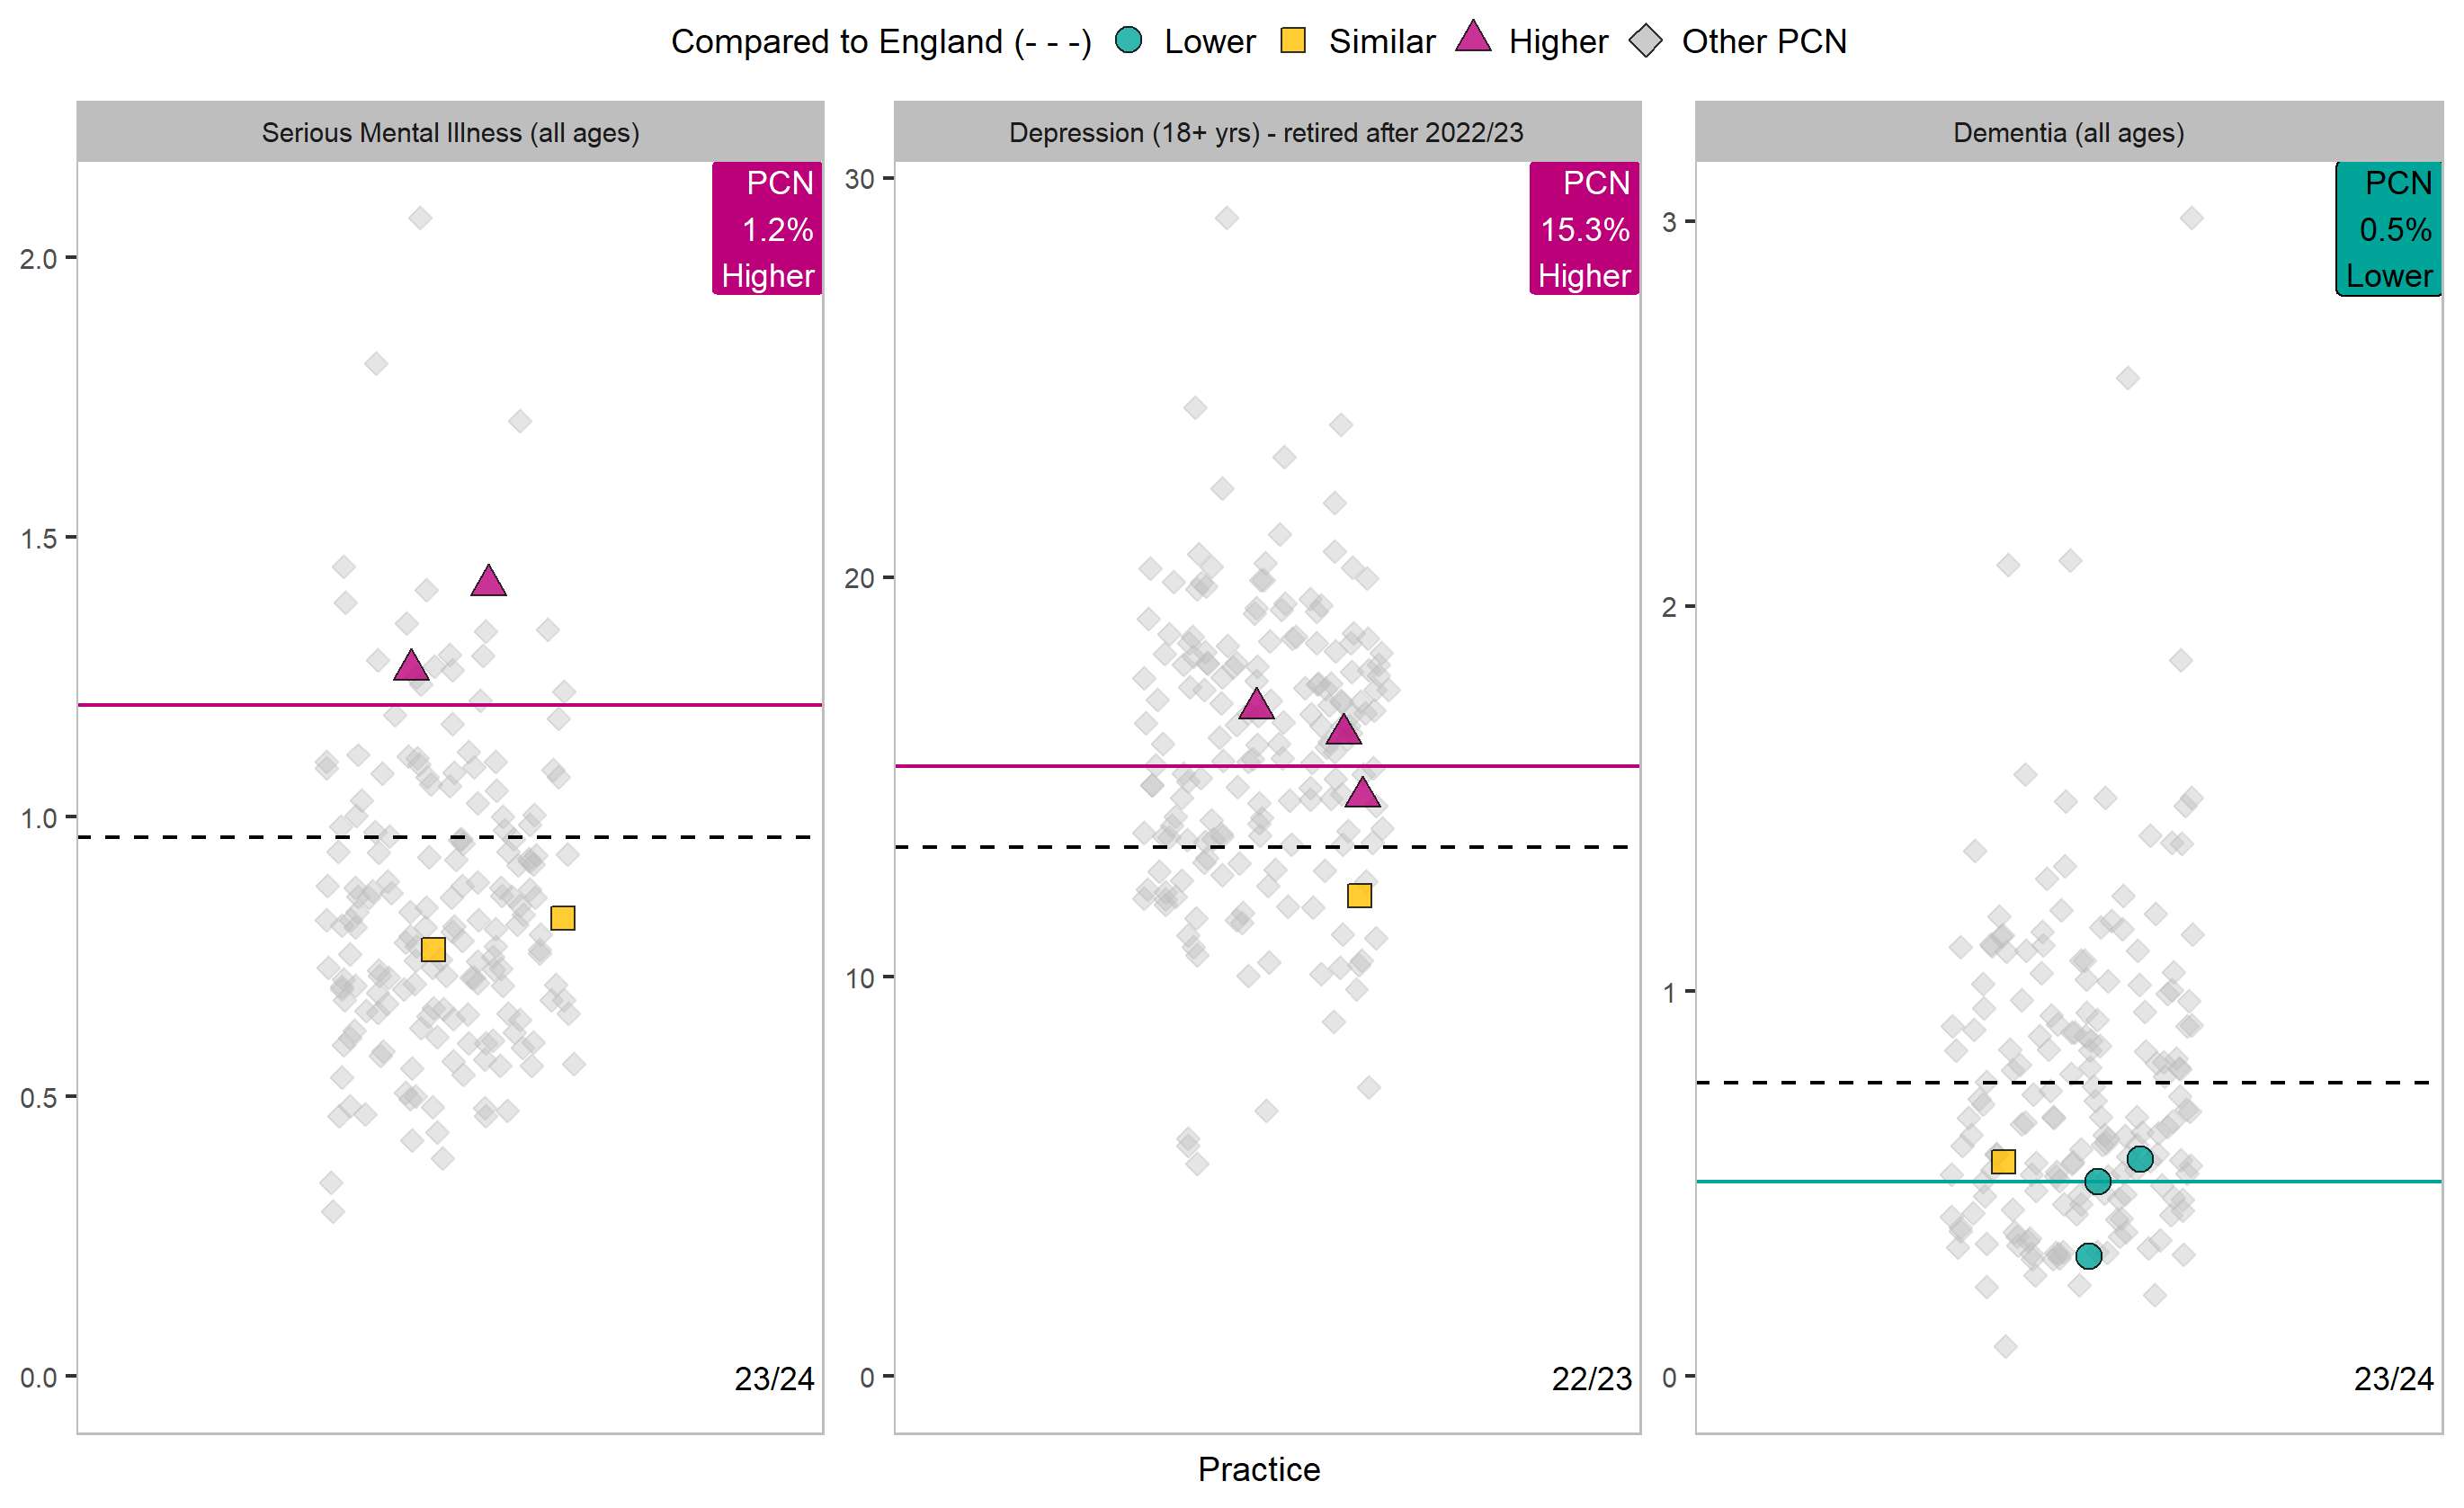 Compared to England (- - -) Lower Similar Higher Other PCN
Serious Mental Illness (all ages)
PCN
1.2%
Higher
2.0
1.5
1.0
0.5
0.0
23/24
Depression (18+ yrs) - retired after 2022/23
PCN
15.3%
Higher
30
20
10
0
22/23
Dementia (all ages)
PCN
0.5%
Lower
3
2
1
0
23/24
Practice